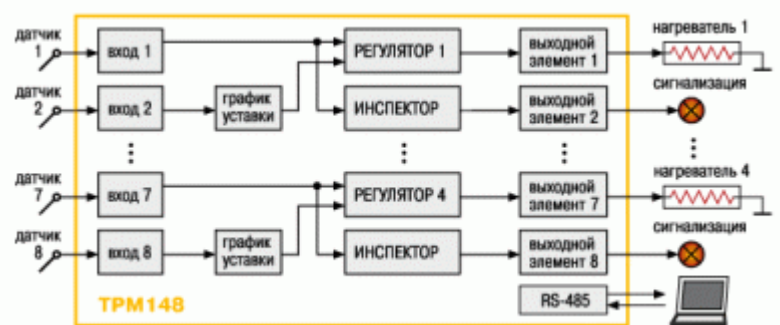 датчик
1
вход 1
РЕГУЛЯТОР 1
выходной
элемент 1
нагреватель 1
датчик
2
вход 2
график
уставки
ИНСПЕКТОР
выходной
элемент 2
сигнализация
датчик
7
вход 7
РЕГУЛЯТОР 4
выходной
элемент 7
нагреватель 4
датчик
8
вход 8
график
уставки
ИНСПЕКТОР
выходной
элемент 8
сигнализация
ТРМ148
RS-485